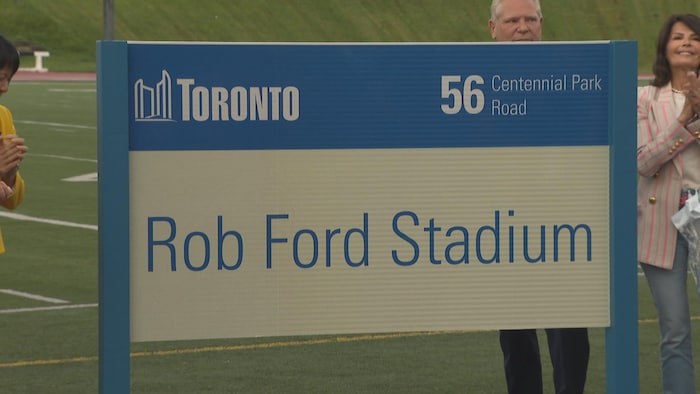 TORONTO
56 Centennial Park
Road
Rob Ford Stadium